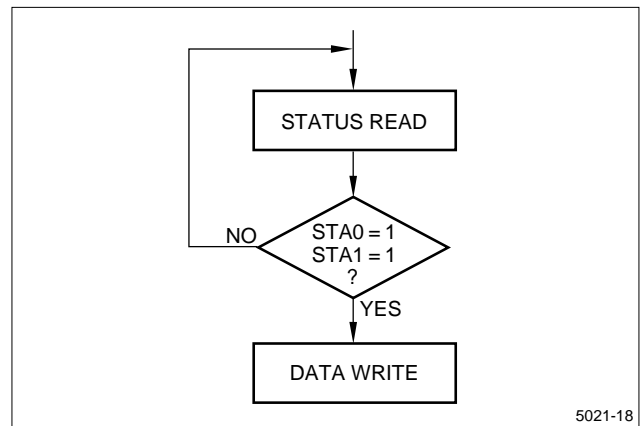 STATUS READ
STA0 = 1
STA1 = 1
?
NO
YES
DATA WRITE
5021-18